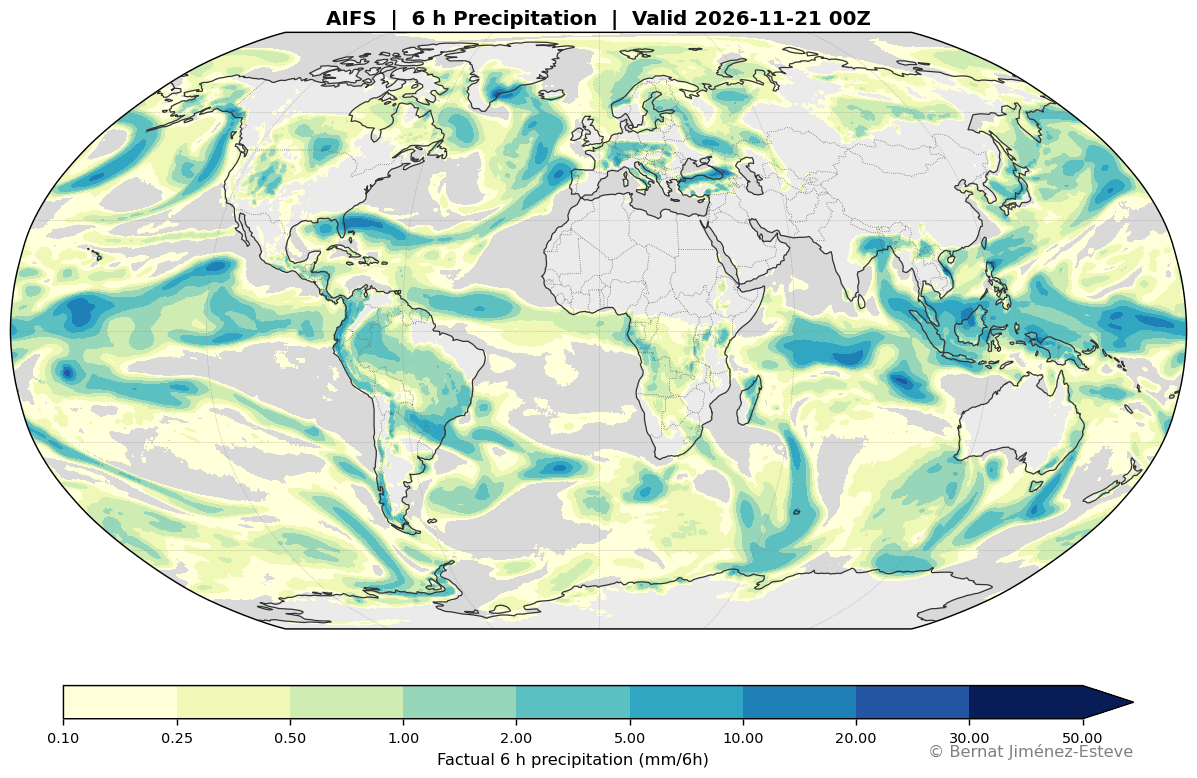 AIFS | 6 h Precipitation | Valid 2026-11-21 00Z
0.10 0.25 0.50 1.00 2.00 5.00 10.00 20.00 30.00 50.00
Factual 6 h precipitation (mm/6h)
© Bernat Jiménez-Esteve